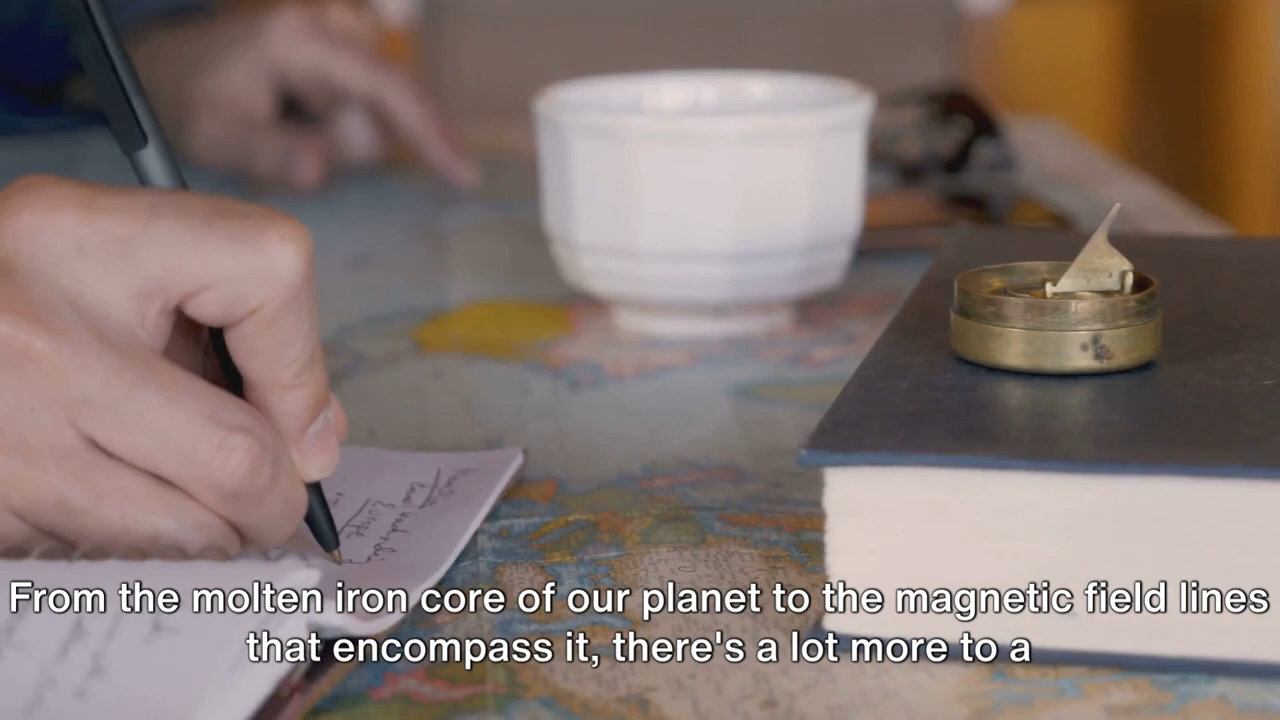 Europe
From the molten iron core of our planet to the magnetic field lines
that encompass it, there's a lot more to a